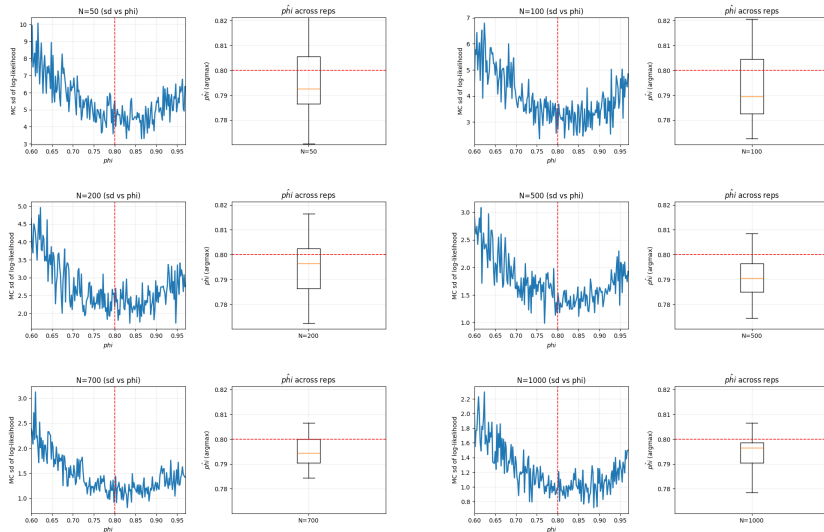 N=50 (sd vs phi)
MC sd of log-likelihood
10
9
8
7
6
5
4
3
0.60 0.65 0.70 0.75 0.80 0.85 0.90 0.95
phi
p̂hi across reps
p̂hi (argmax)
0.82
0.81
0.80
0.79
0.78
N=50
N=100 (sd vs phi)
MC sd of log-likelihood
7
6
5
4
3
0.60 0.65 0.70 0.75 0.80 0.85 0.90 0.95
phi
p̂hi across reps
p̂hi (argmax)
0.82
0.81
0.80
0.79
0.78
N=100
N=200 (sd vs phi)
MC sd of log-likelihood
5.0
4.5
4.0
3.5
3.0
2.5
2.0
0.60 0.65 0.70 0.75 0.80 0.85 0.90 0.95
phi
p̂hi across reps
p̂hi (argmax)
0.82
0.81
0.80
0.79
0.78
N=200
N=500 (sd vs phi)
MC sd of log-likelihood
3.0
2.5
2.0
1.5
1.0
0.60 0.65 0.70 0.75 0.80 0.85 0.90 0.95
phi
p̂hi across reps
p̂hi (argmax)
0.82
0.81
0.80
0.79
0.78
N=500
N=700 (sd vs phi)
MC sd of log-likelihood
3.0
2.5
2.0
1.5
1.0
0.60 0.65 0.70 0.75 0.80 0.85 0.90 0.95
phi
p̂hi across reps
p̂hi (argmax)
0.82
0.81
0.80
0.79
0.78
N=700
N=1000 (sd vs phi)
MC sd of log-likelihood
2.2
2.0
1.8
1.6
1.4
1.2
1.0
0.8
0.60 0.65 0.70 0.75 0.80 0.85 0.90 0.95
phi
p̂hi across reps
p̂hi (argmax)
0.82
0.81
0.80
0.79
0.78
N=1000